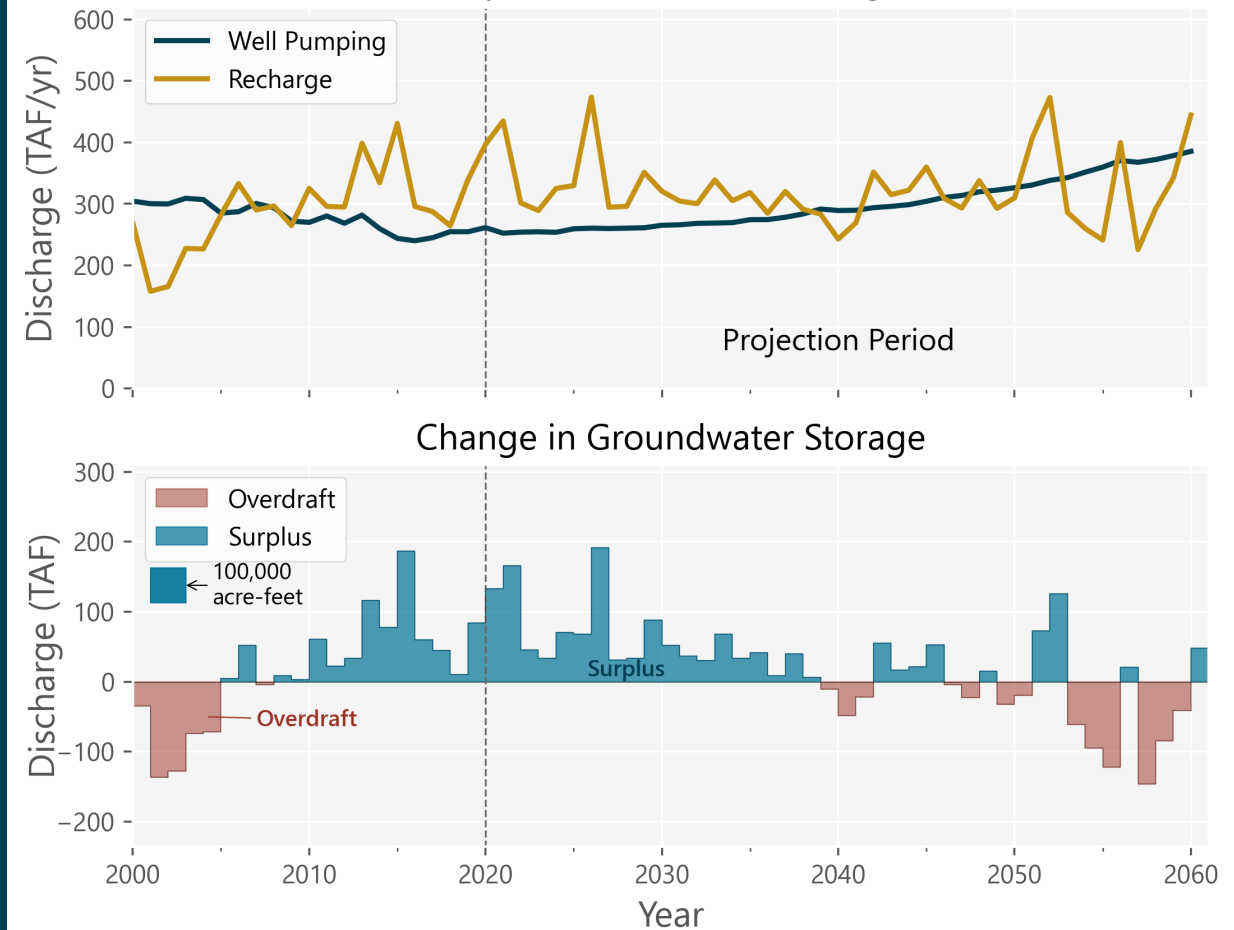 600
500
400
300
200
100
0
Discharge (TAF/yr)
Well Pumping
Recharge
Projection Period
Change in Groundwater Storage
300
200
100
0
−100
−200
Discharge (TAF)
Overdraft
Surplus
100,000
acre-feet
Surplus
Overdraft
2000 2010 2020 2030 2040 2050 2060
Year